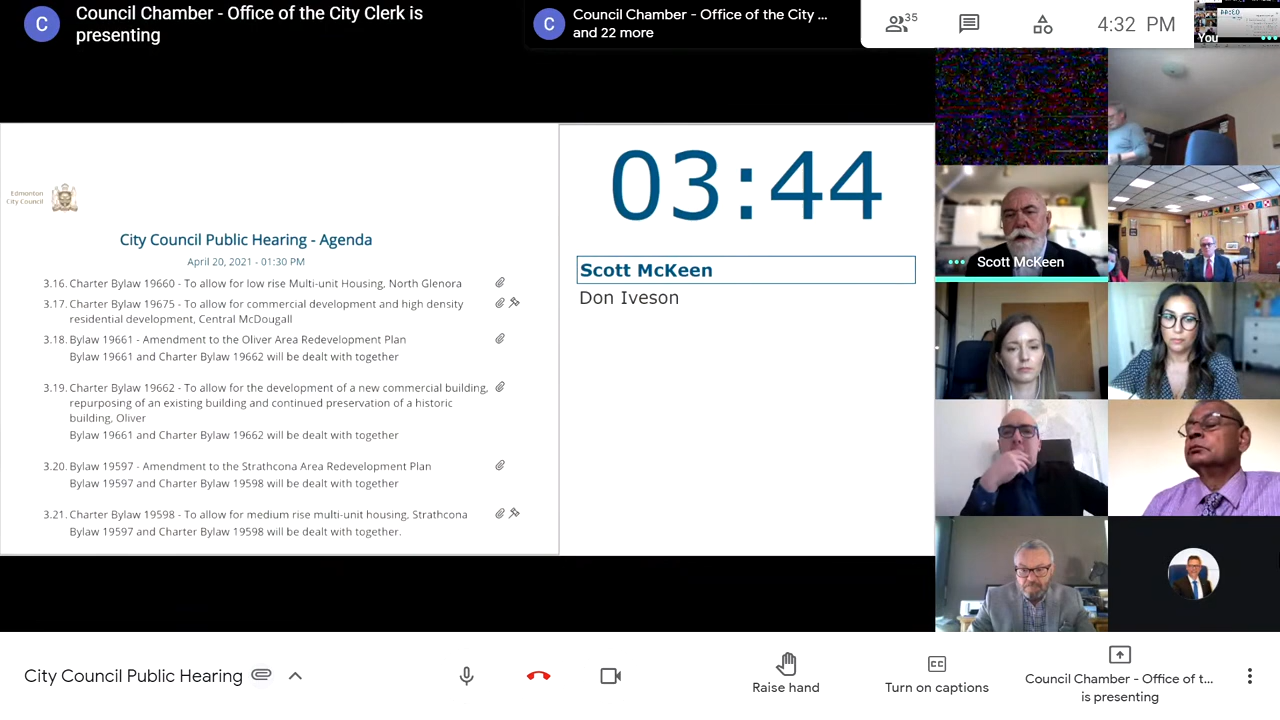 Council Chamber - Office of the City Clerk is
presenting
C
C
Council Chamber - Office of the City ...
and 22 more
35
4:32 PM
You
Edmonton
City Council
City Council Public Hearing - Agenda
April 20, 2021 - 01:30 PM
3.16. Charter Bylaw 19660 - To allow for low rise Multi-unit Housing, North Glenora
3.17. Charter Bylaw 19675 - To allow for commercial development and high density
residential development, Central McDougall
3.18. Bylaw 19661 - Amendment to the Oliver Area Redevelopment Plan
Bylaw 19661 and Charter Bylaw 19662 will be dealt with together
3.19. Charter Bylaw 19662 - To allow for the development of a new commercial building,
repurposing of an existing building and continued preservation of a historic
building, Oliver
Bylaw 19661 and Charter Bylaw 19662 will be dealt with together
3.20. Bylaw 19597 - Amendment to the Strathcona Area Redevelopment Plan
Bylaw 19597 and Charter Bylaw 19598 will be dealt with together
3.21. Charter Bylaw 19598 - To allow for medium rise multi-unit housing, Strathcona
Bylaw 19597 and Charter Bylaw 19598 will be dealt with together.
03:44
Scott McKeen
Don Iveson
Scott McKeen
City Council Public Hearing
Raise hand
CC
Turn on captions
Council Chamber - Office of t...
is presenting